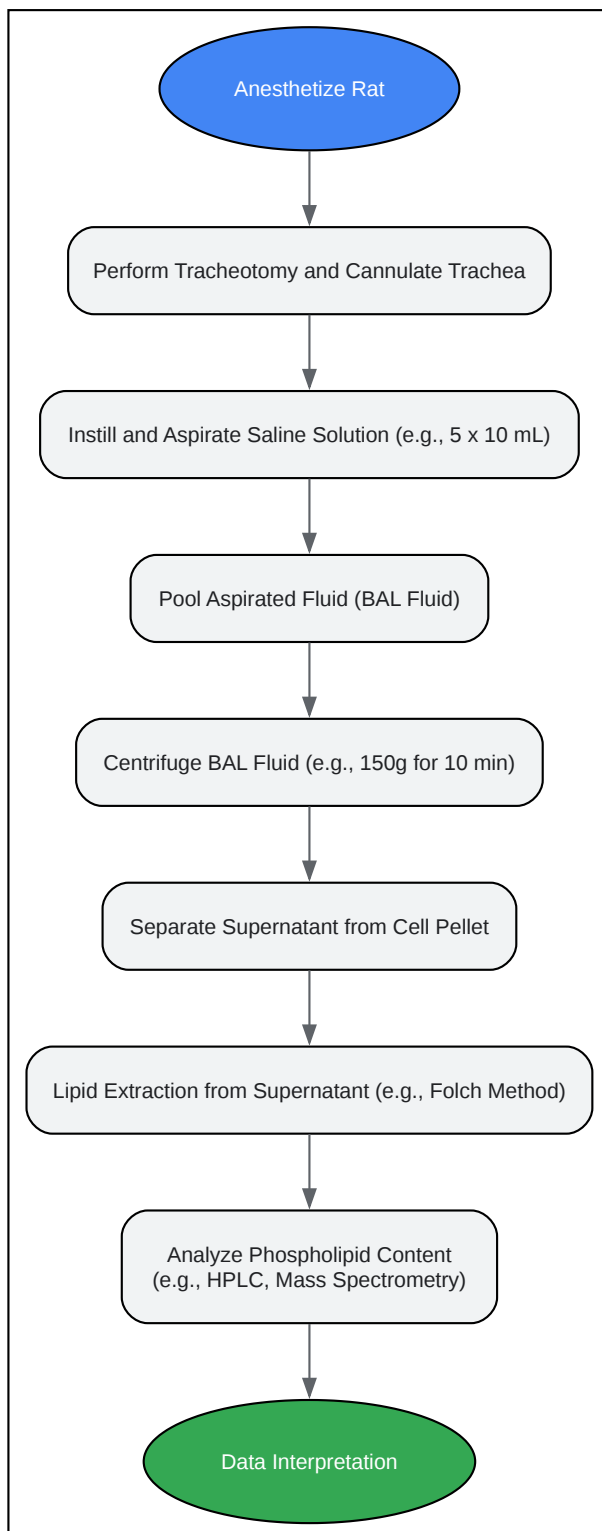 Anesthetize Rat
Perform Tracheotomy and Cannulate Trachea
Instill and Aspirate Saline Solution (e.g., 5 x 10 mL)
Pool Aspirated Fluid (BAL Fluid)
Centrifuge BAL Fluid (e.g., 150g for 10 min)
Separate Supernatant from Cell Pellet
Lipid Extraction from Supernatant (e.g., Folch Method)
Analyze Phospholipid Content
(e.g., HPLC, Mass Spectrometry)
Data Interpretation